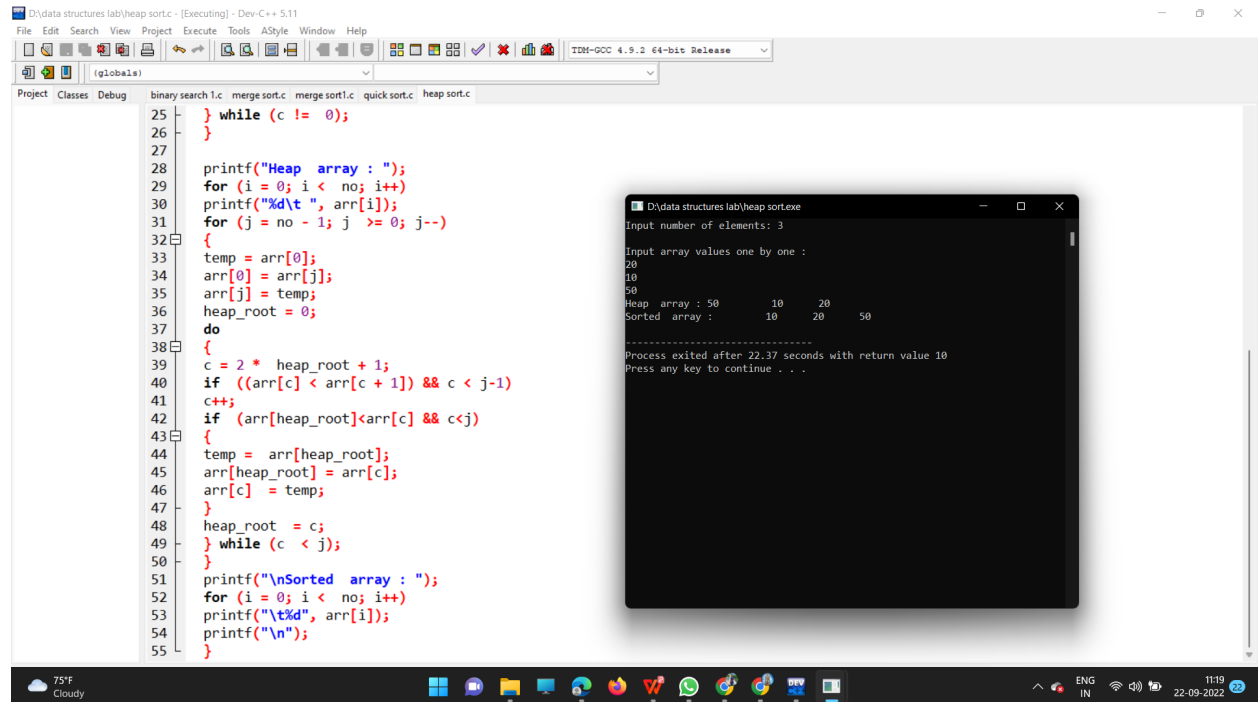 D:\data structures lab\heap sort.c - [Executing] - Dev-C++ 5.11
File Edit Search View Project Execute Tools AStyle Window Help
TDM-GCC 4.9.2 64-bit Release
(globals)
Project Classes Debug binary search 1.c merge sort.c merge sort1.c quick sort.c heap sort.c
25 } while (c !=  0);
26 }
27
28 printf("Heap  array : ");
29 for (i = 0; i <  no; i++)
30 printf("%d\t ", arr[i]);
31 for (j = no - 1; j  >= 0; j--)
32 {
33 temp = arr[0];
34 arr[0] = arr[j];
35 arr[j] = temp;
36 heap_root = 0;
37 do
38 {
39 c = 2 *  heap_root + 1;
40 if  ((arr[c] < arr[c + 1]) && c < j-1)
41 c++;
42 if  (arr[heap_root]<arr[c] && c<j)
43 {
44 temp =  arr[heap_root];
45 arr[heap_root] = arr[c];
46 arr[c]  = temp;
47 }
48 heap_root  = c;
49 } while (c  < j);
50 }
51 printf("\nSorted  array : ");
52 for (i = 0; i <  no; i++)
53 printf("\t%d", arr[i]);
54 printf("\n");
55 }
D:\data structures lab\heap sort.exe
Input number of elements: 3
Input array values one by one :
20
10
50
Heap  array : 50 10 20
Sorted  array : 10 20 50
--------------------------------
Process exited after 22.37 seconds with return value 10
Press any key to continue . . .
75°F
Cloudy
DEV
ENG
IN
11:19
22-09-2022
22